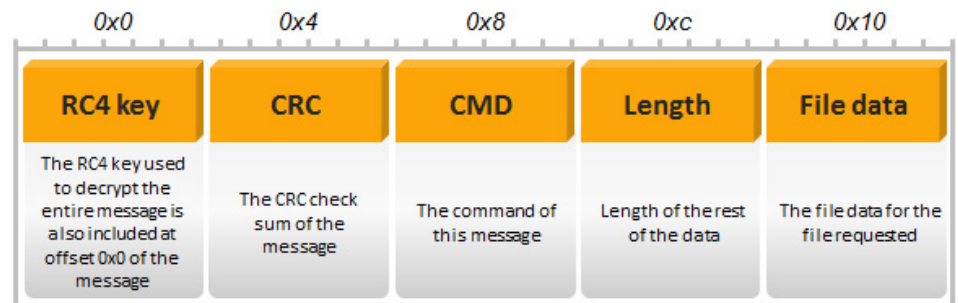 0x0 0x4 0x8 0xc 0x10
RC4 key CRC CMD Length File data
The RC4 key used
to decrypt the
entire message is
also included at
offset 0x0 of the
message
The CRC check
sum of the
message
The command of
this message
Length of the rest
of the data
The file data for the
file requested